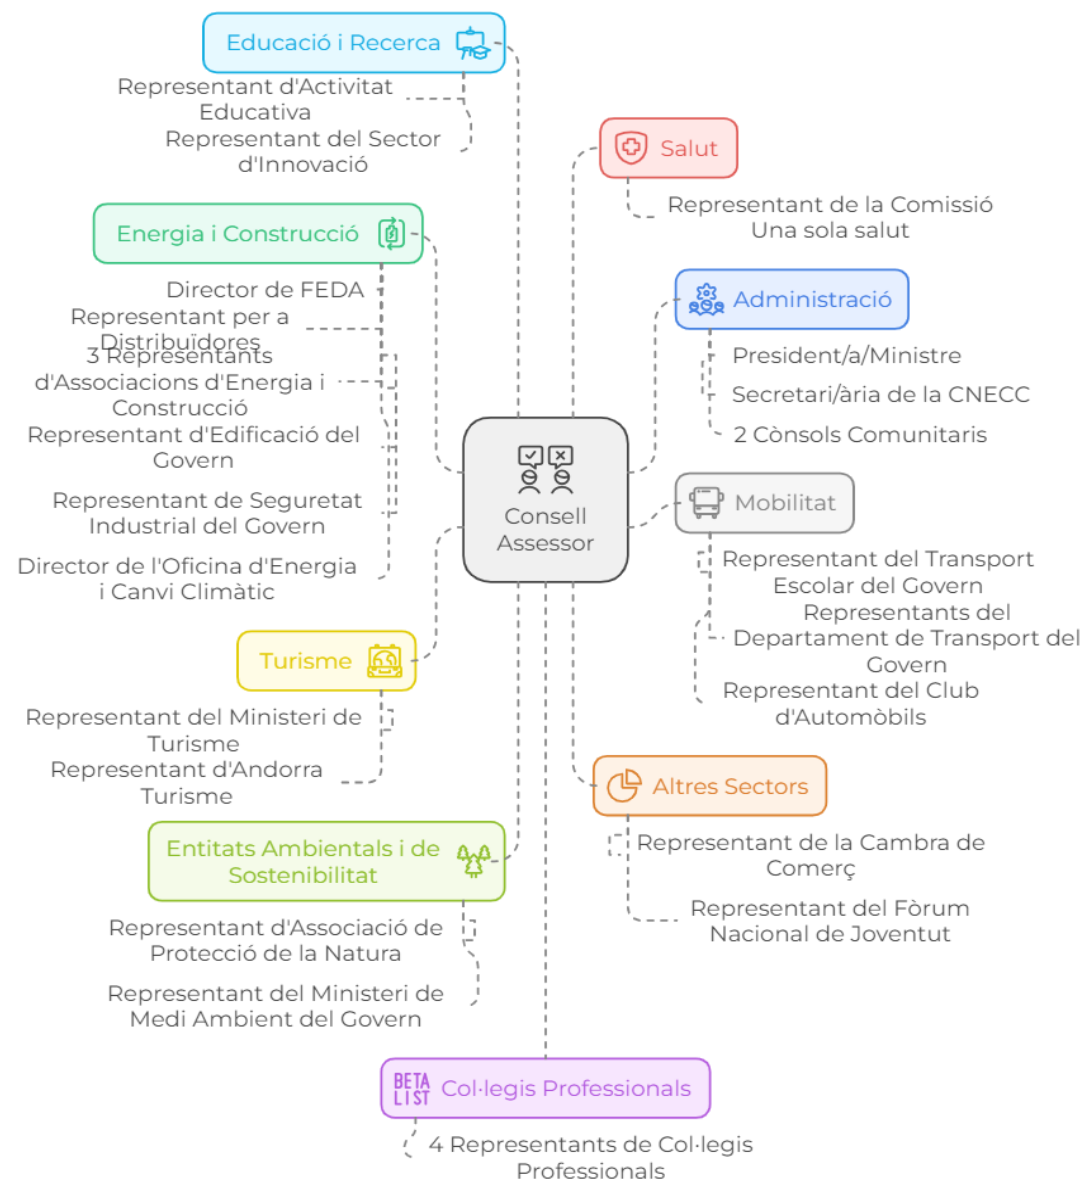 Educació i Recerca
Representant d'Activitat
Educativa
Representant del Sector
d'Innovació
Salut
Representant de la Comissió
Una sola salut
Energia i Construcció
Director de FEDA
Representant per a
Distribuïdores
3 Representants
d'Associacions d'Energia i
Construcció
Representant d'Edificació del
Govern
Representant de Seguretat
Industrial del Govern
Director de l'Oficina d'Energia
i Canvi Climàtic
Administració
President/a/Ministre
Secretari/ària de la CNECC
2 Cònsols Comunitaris
Consell
Assessor
Mobilitat
Representant del Transport
Escolar del Govern
Representants del
Departament de Transport del
Govern
Representant del Club
d'Automòbils
Turisme
Representant del Ministeri de
Turisme
Representant d'Andorra
Turisme
Altres Sectors
Representant de la Cambra de
Comerç
Representant del Fòrum
Nacional de Joventut
Entitats Ambientals i de
Sostenibilitat
Representant d'Associació de
Protecció de la Natura
Representant del Ministeri de
Medi Ambient del Govern
BETA
LIST
Col·legis Professionals
4 Representants de Col·legis
Professionals